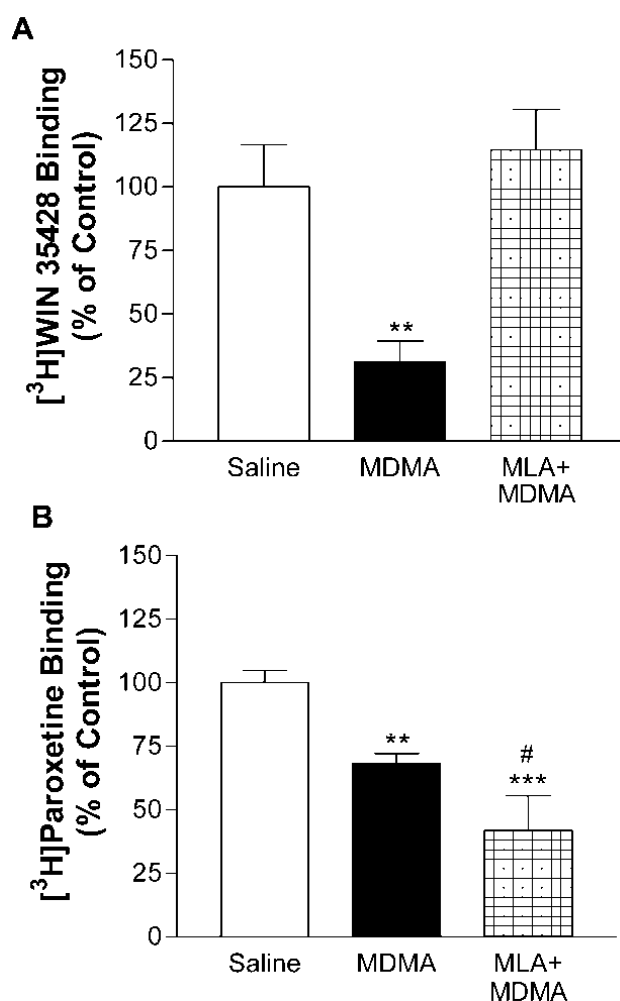 A
[³H]WIN 35428 Binding
(% of Control)
150
125
100
75
50
25
0
**
Saline
MDMA
MLA+
MDMA
B
[³H]Paroxetine Binding
(% of Control)
150
125
100
75
50
25
0
**
#
***
Saline
MDMA
MLA+
MDMA